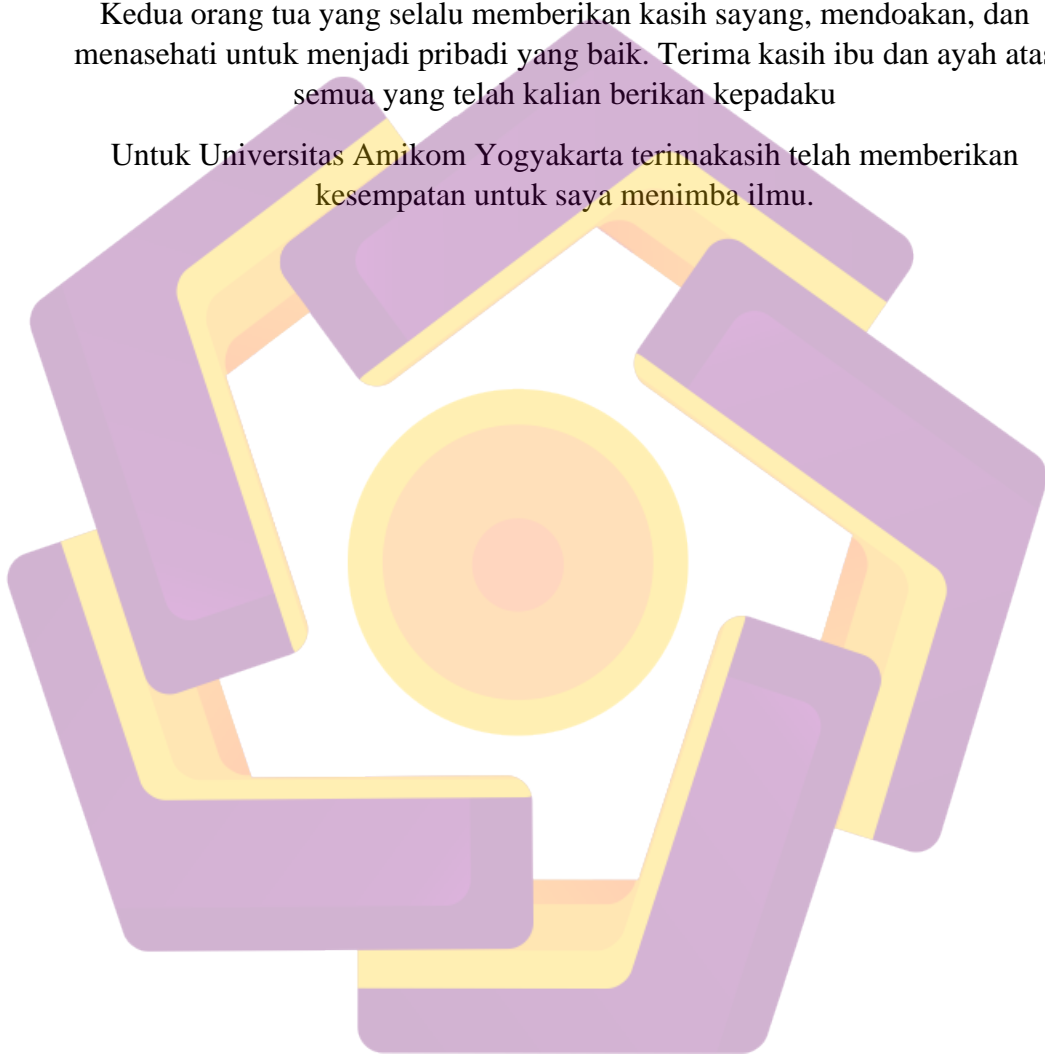 Kedua orang tua yang selalu memberikan kasih sayang, mendoakan, dan
menasehati untuk menjadi pribadi yang baik. Terima kasih ibu dan ayah atas
semua yang telah kalian berikan kepadaku
Untuk Universitas Amikom Yogyakarta terimakasih telah memberikan
kesempatan untuk saya menimba ilmu.